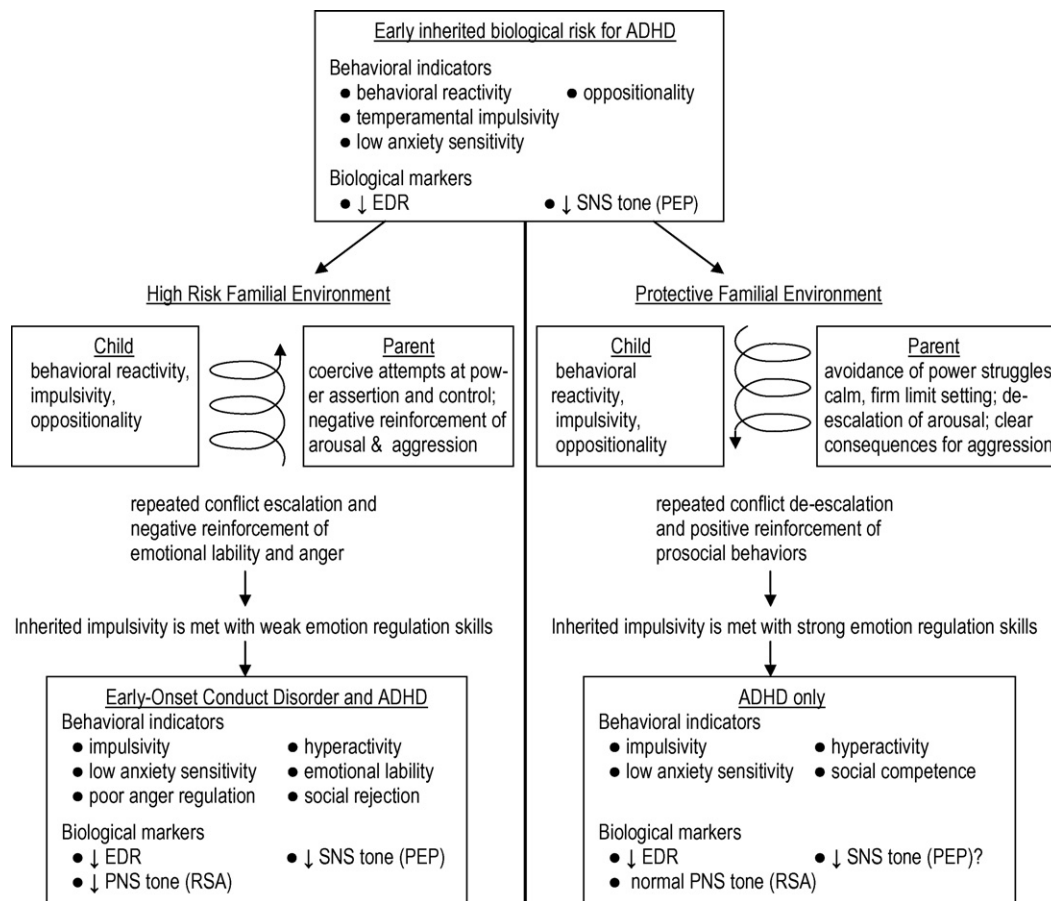 Early inherited biological risk for ADHD
Behavioral indicators
● behavioral reactivity ● oppositionality
● temperamental impulsivity
● low anxiety sensitivity
Biological markers
● ↓ EDR ● ↓ SNS tone (PEP)
High Risk Familial Environment
Child
behavioral reactivity,
impulsivity,
oppositionality
Parent
coercive attempts at pow-
er assertion and control;
negative reinforcement of
arousal & aggression
repeated conflict escalation and
negative reinforcement of
emotional lability and anger
Inherited impulsivity is met with weak emotion regulation skills
Early-Onset Conduct Disorder and ADHD
Behavioral indicators
● impulsivity ● hyperactivity
● low anxiety sensitivity ● emotional lability
● poor anger regulation ● social rejection
Biological markers
● ↓ EDR ● ↓ SNS tone (PEP)
● ↓ PNS tone (RSA)
Protective Familial Environment
Child
behavioral
reactivity,
impulsivity,
oppositionality
Parent
avoidance of power struggles
calm, firm limit setting; de-
escalation of arousal; clear
consequences for aggression
repeated conflict de-escalation
and positive reinforcement of
prosocial behaviors
Inherited impulsivity is met with strong emotion regulation skills
ADHD only
Behavioral indicators
● impulsivity ● hyperactivity
● low anxiety sensitivity ● social competence
Biological markers
● ↓ EDR ● ↓ SNS tone (PEP)?
● normal PNS tone (RSA)